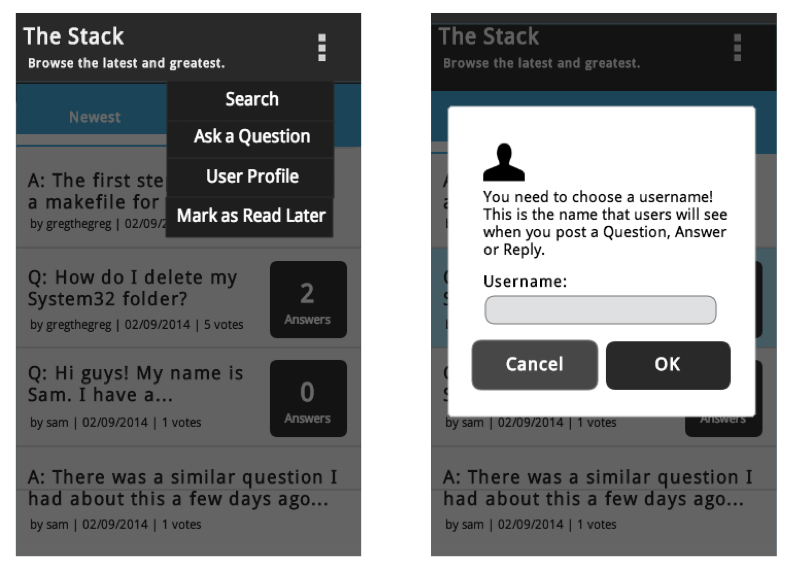 The Stack
Browse the latest and greatest.
Newest
Search
Ask a Question
User Profile
Mark as Read Later
A: The first ste
a makefile for
by gregthegreg | 02/09/2
Q: How do I delete my
System32 folder?
by gregthegreg | 02/09/2014 | 5 votes
2
Answers
Q: Hi guys! My name is
Sam. I have a...
by sam | 02/09/2014 | 1 votes
0
Answers
A: There was a similar question I
had about this a few days ago...
by sam | 02/09/2014 | 1 votes
The Stack
Browse the latest and greatest.
You need to choose a username!
This is the name that users will see
when you post a Question, Answer
or Reply.
Username:
Cancel
OK
by sam | 02/09/2014 | 1 votes
Answers
A: There was a similar question I
had about this a few days ago...
by sam | 02/09/2014 | 1 votes